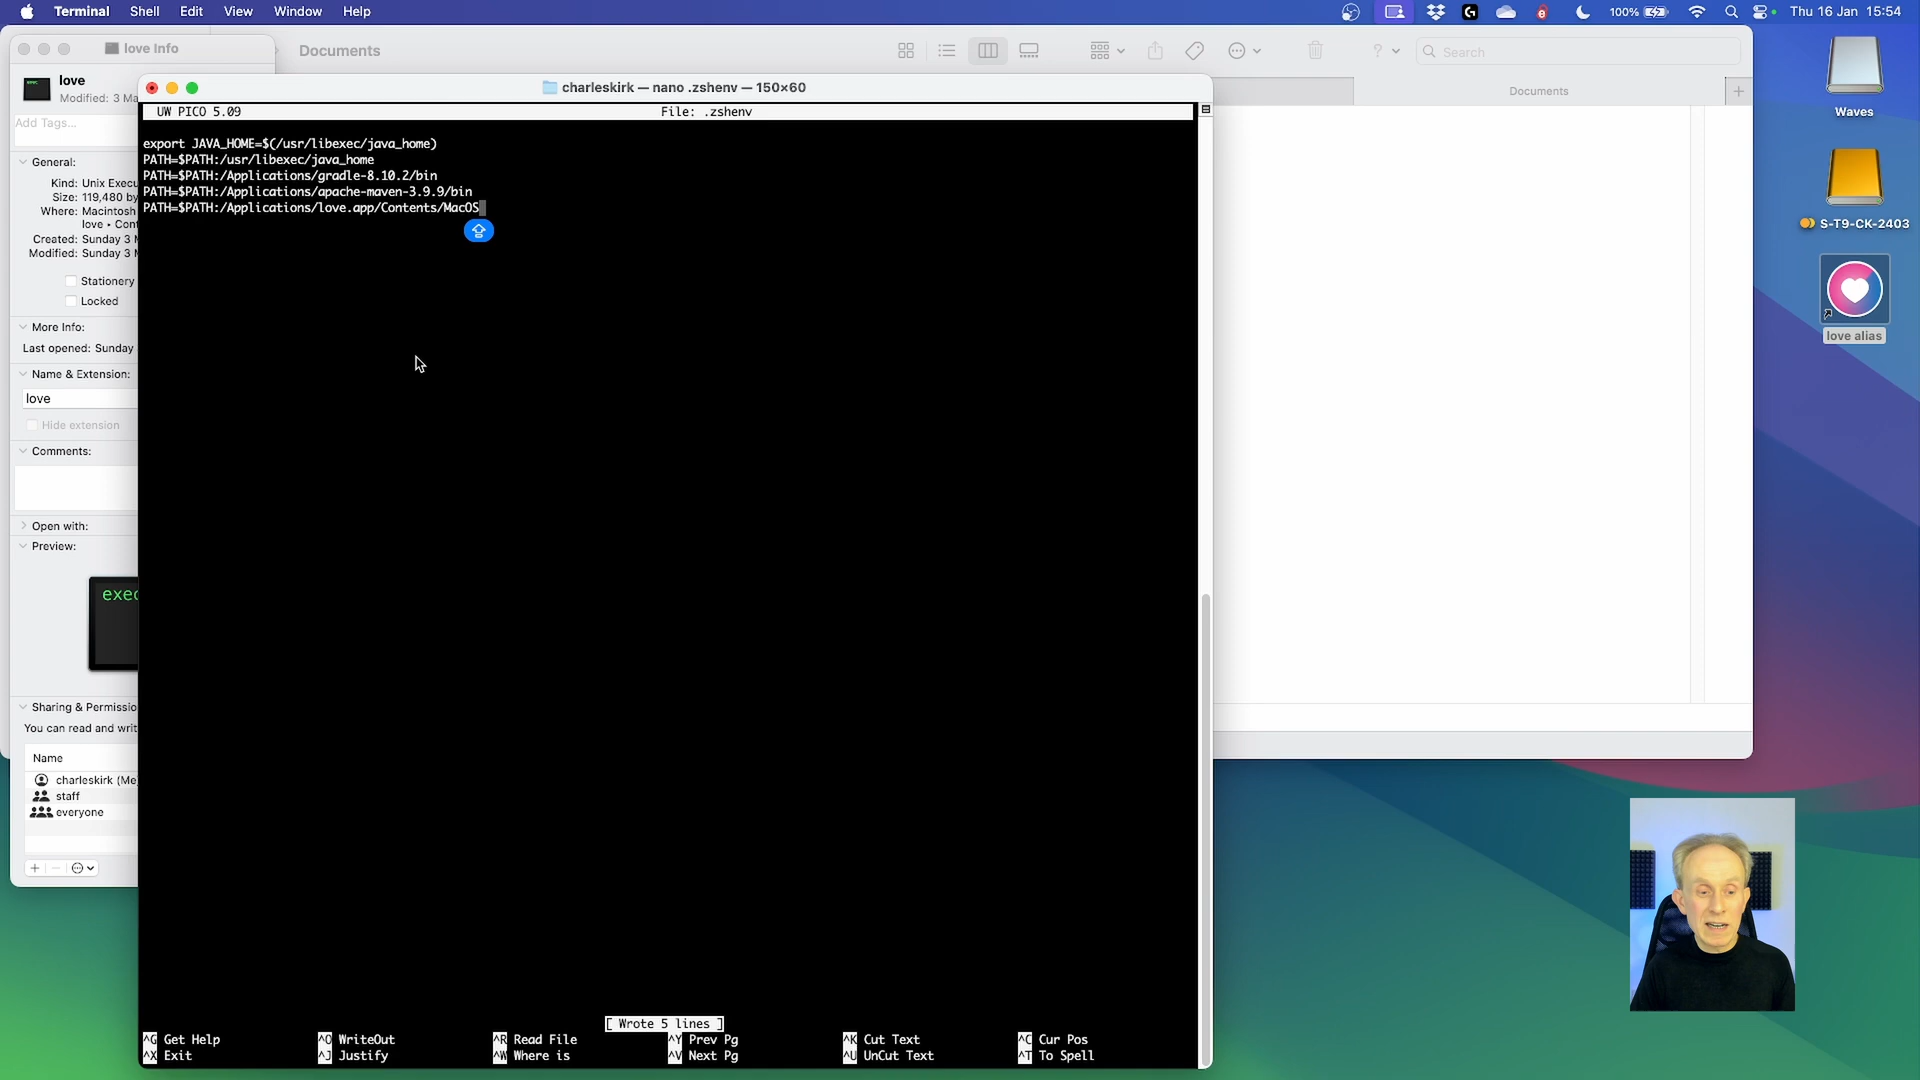 Terminal Shell Edit View Window Help 100% Thu 16 Jan 15:54
love Info
Documents
Search
love
Modified: 3 Ma
Add Tags...
General:
Kind: Unix Execu
Size: 119,480 by
Where: Macintosh
love ▸ Cont
Created: Sunday 3 M
Modified: Sunday 3 M
Stationery
Locked
More Info:
Last opened: Sunday
Name & Extension:
love
Hide extension
Comments:
Open with:
Preview:
exec
Sharing & Permissio
You can read and writ
Name
charleskirk (Me
staff
everyone
charleskirk — nano .zshenv — 150×60
UW PICO 5.09 File: .zshenv
export JAVA_HOME=$(/usr/libexec/java_home)
PATH=$PATH:/usr/libexec/java_home
PATH=$PATH:/Applications/gradle-8.10.2/bin
PATH=$PATH:/Applications/apache-maven-3.9.9/bin
PATH=$PATH:/Applications/love.app/Contents/MacOS
[ Wrote 5 lines ]
^G Get Help ^O WriteOut ^R Read File ^Y Prev Pg ^K Cut Text ^C Cur Pos
^X Exit ^J Justify ^W Where is ^V Next Pg ^U UnCut Text ^T To Spell
Documents
Waves
S-T9-CK-2403
love alias